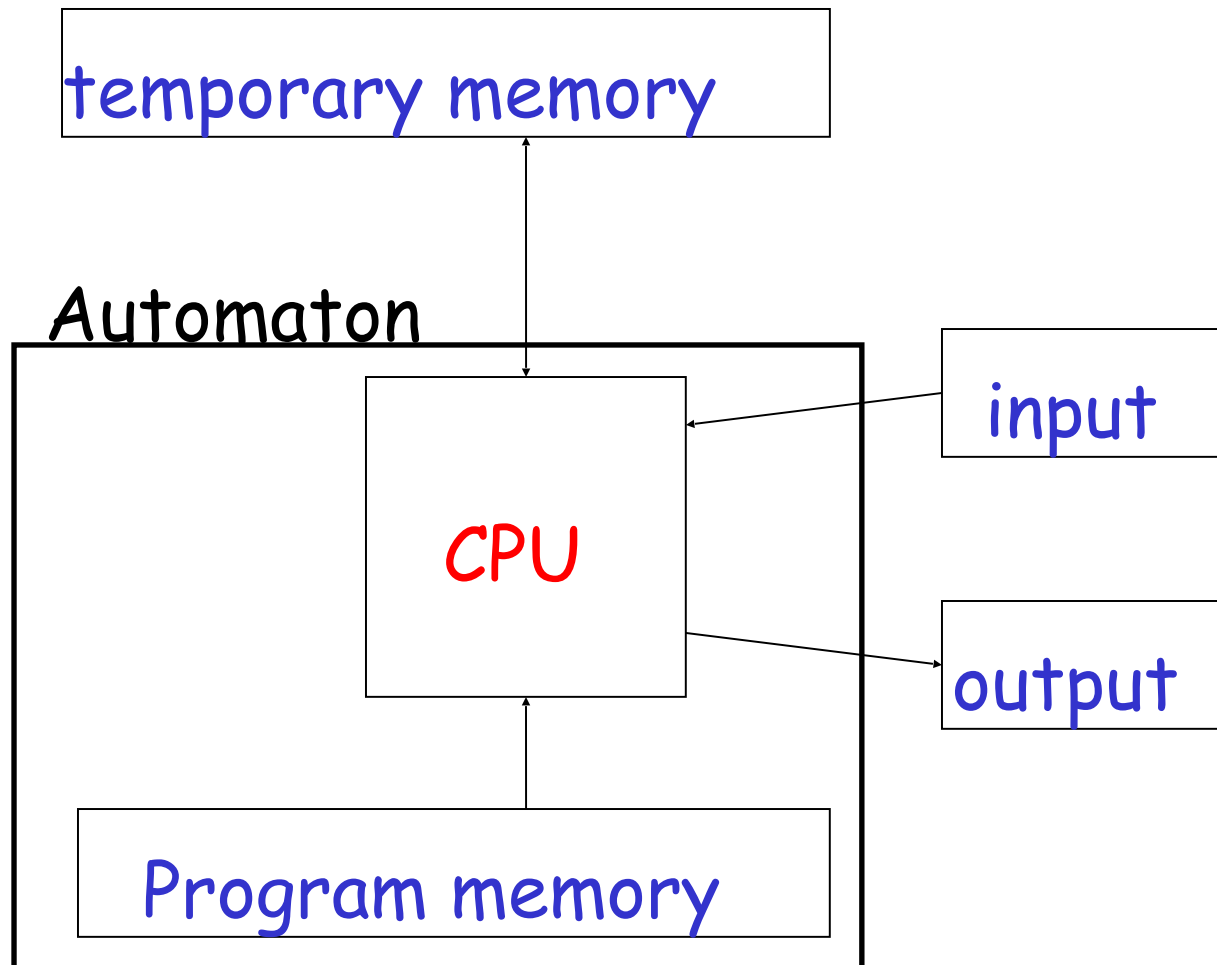 temporary memory
Automaton
input
CPU
output
Program memory